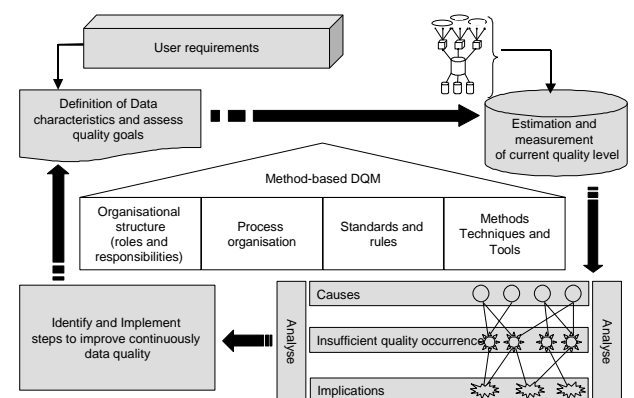 User requirements
Definition of Data
characteristics and assess
quality goals
Estimation and
measurement
of current quality level
Method-based DQM
Organisational
structure
(roles and
responsibilities)
Process
organisation
Standards and
rules
Methods
Techniques and
Tools
Identify and Implement
steps to improve continuously
data quality
Analyse
Causes
Insufficient quality occurrence
Implications
Analyse